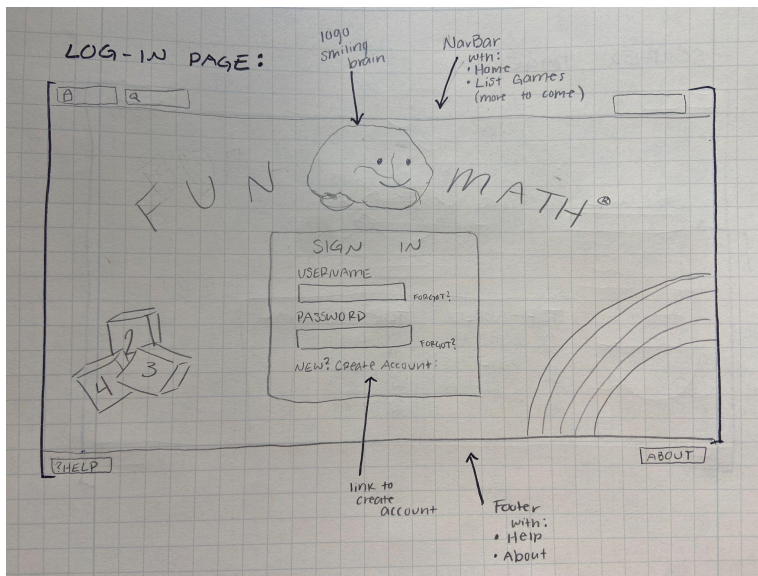 LOG-IN PAGE:
logo
smiling
brain
NavBar
with:
• Home
• List Games
(more to come)
FUN MATH®
SIGN IN
USERNAME
FORGOT?
PASSWORD
FORGOT?
NEW? Create Account:
2
4 3
?HELP
ABOUT
link to
create
account
Footer
with:
• Help
• About